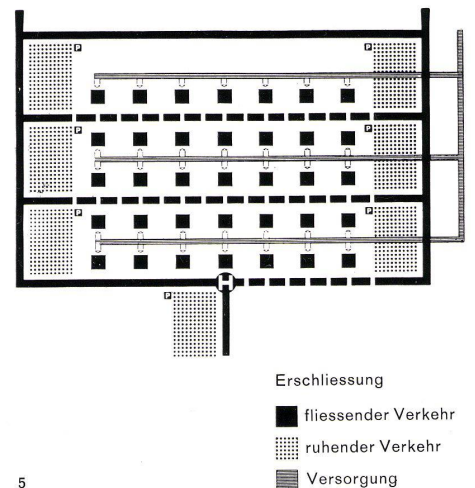 P P
P P
P P
H
P
Erschliessung
fliessender Verkehr
ruhender Verkehr
Versorgung
5